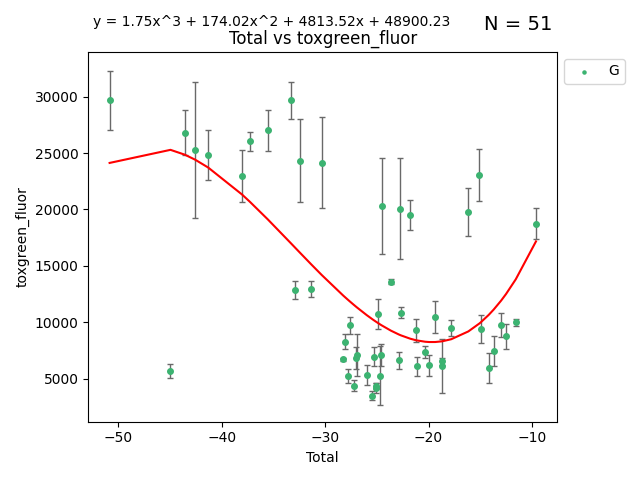 y = 1.75x^3 + 174.02x^2 + 4813.52x + 48900.23
N = 51
Total vs toxgreen_fluor
G
toxgreen_fluor
30000
25000
20000
15000
10000
5000
−50 −40 −30 −20 −10
Total